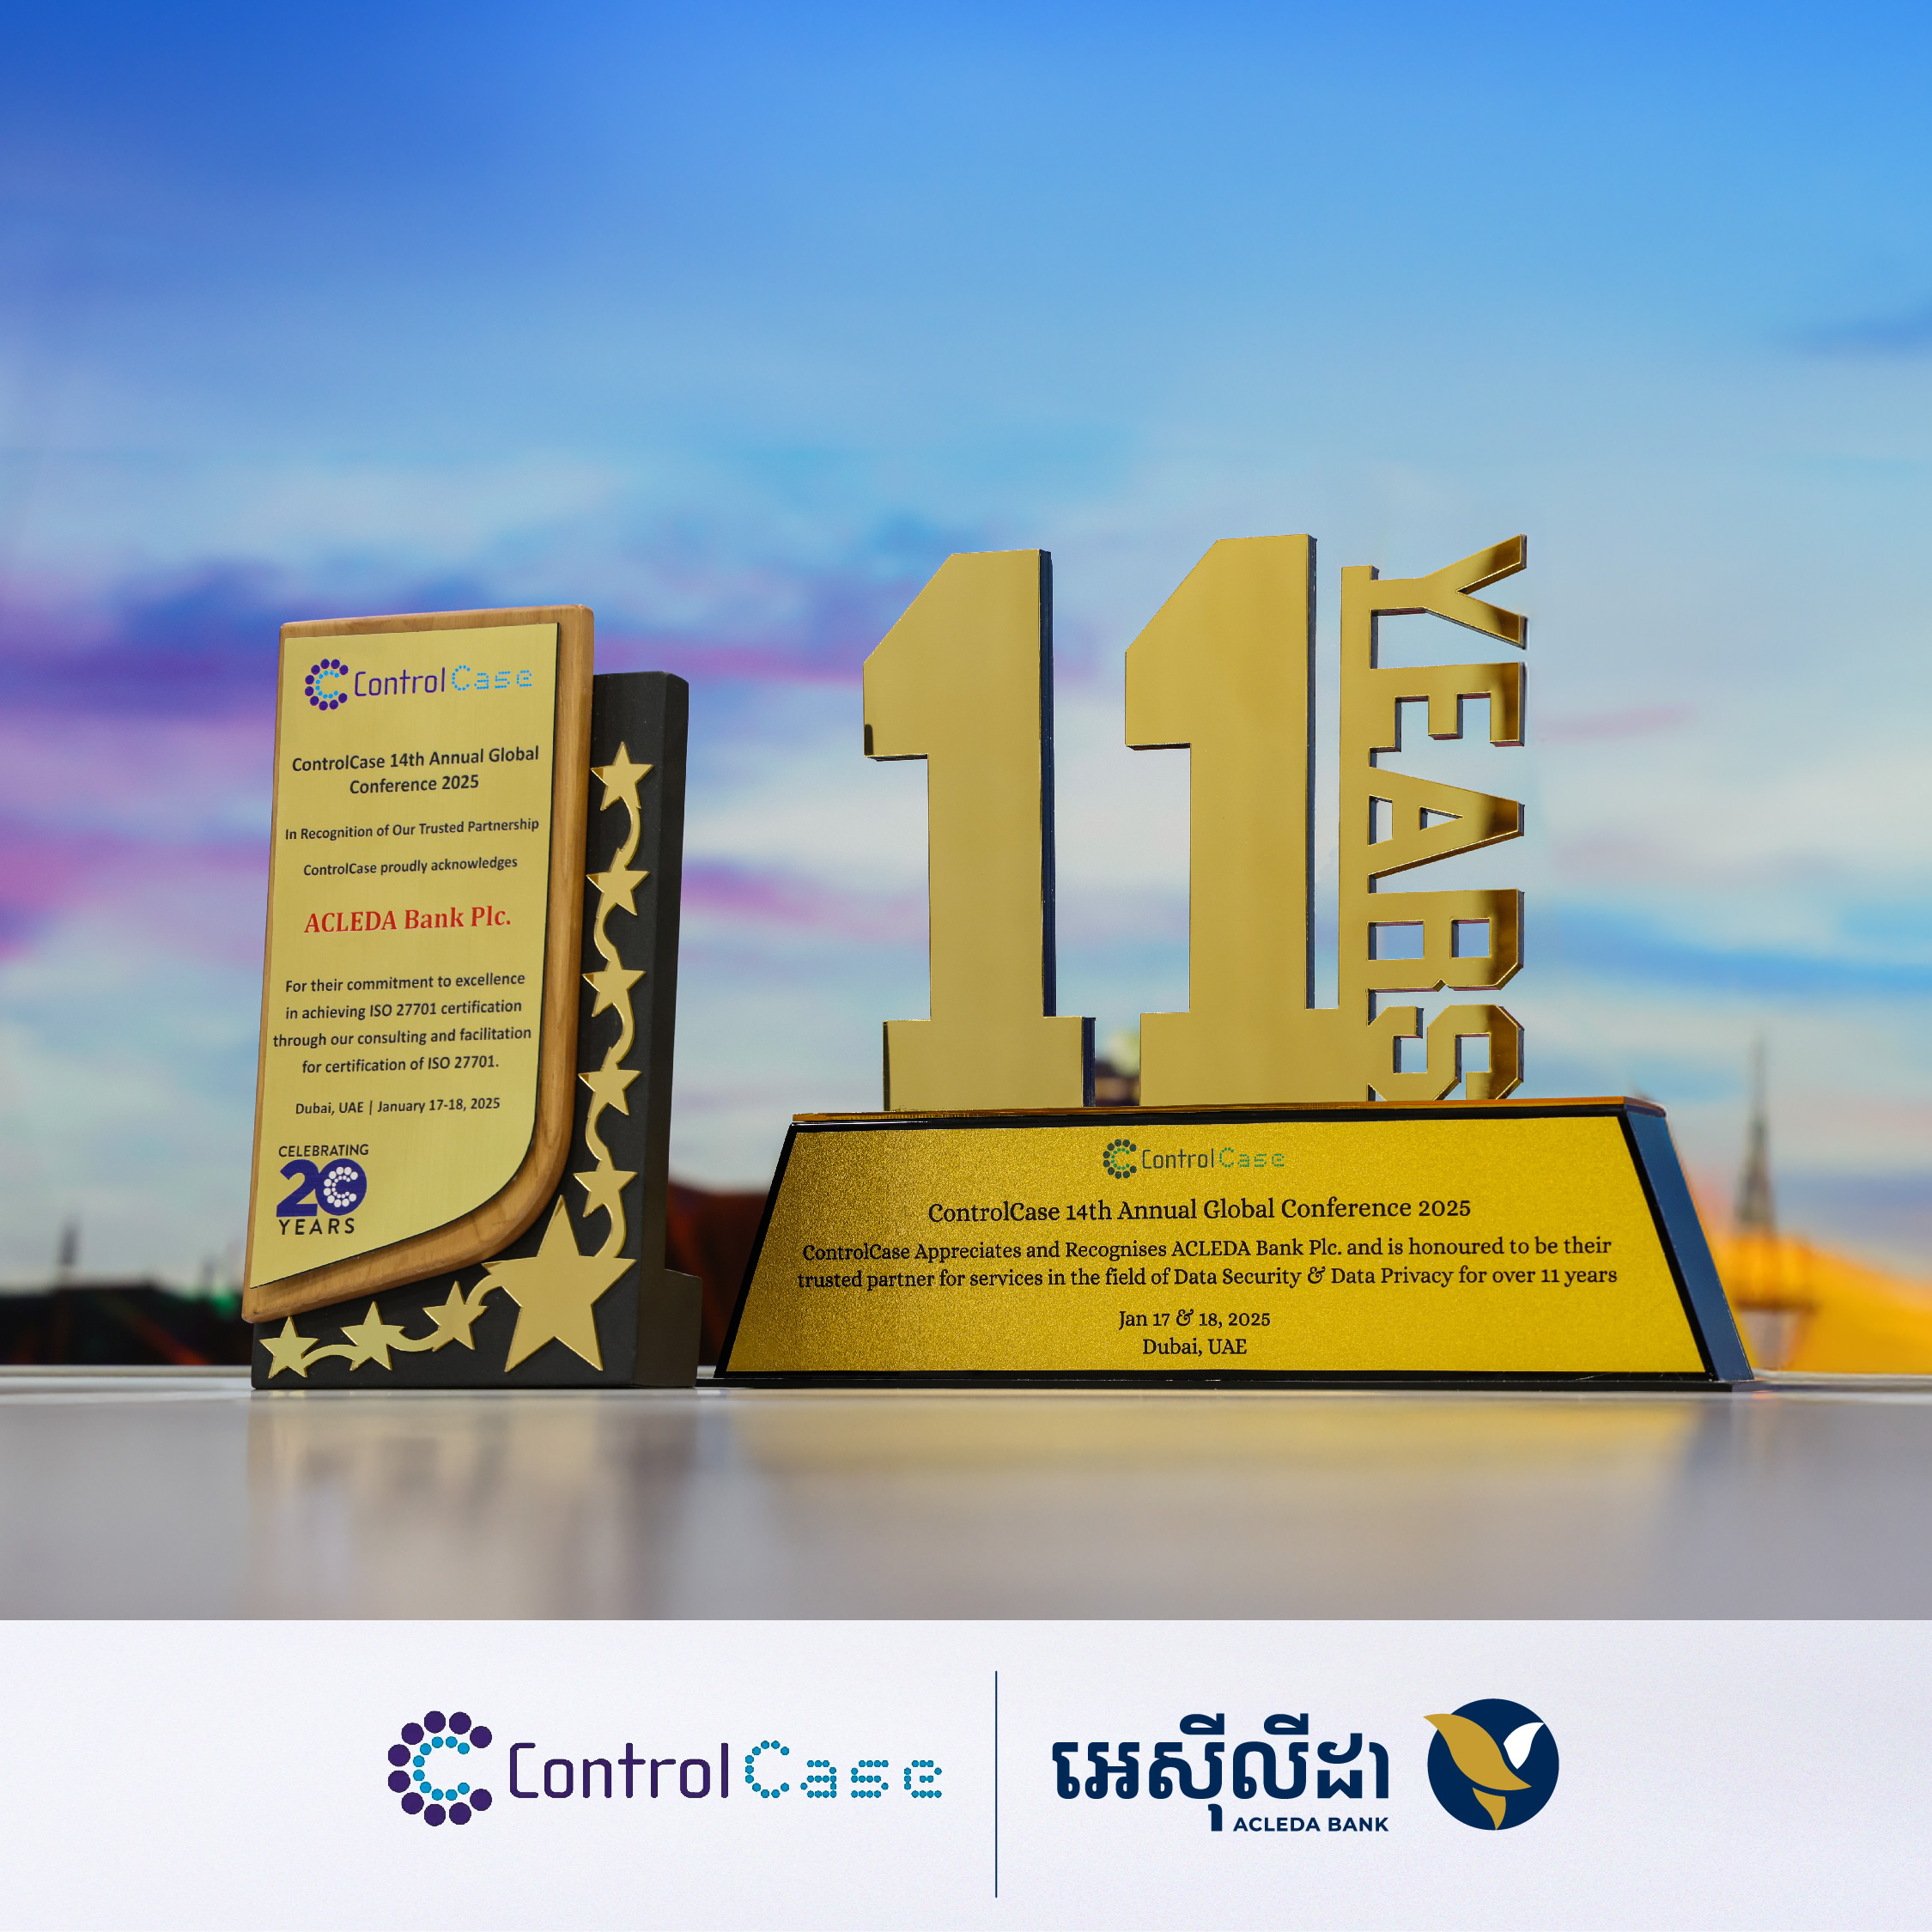 ControlCase
ControlCase 14th Annual Global
Conference 2025
In Recognition of Our Trusted Partnership
ControlCase proudly acknowledges
ACLEDA Bank Plc.
For their commitment to excellence
in achieving ISO 27701 certification
through our consulting and facilitation
for certification of ISO 27701.
Dubai, UAE | January 17-18, 2025
CELEBRATING
20
YEARS
11
YEARS
ControlCase
ControlCase 14th Annual Global Conference 2025
ControlCase Appreciates and Recognises ACLEDA Bank Plc. and is honoured to be their
trusted partner for services in the field of Data Security & Data Privacy for over 11 years
Jan 17 & 18, 2025
Dubai, UAE
ControlCase
អេស៊ីលីដា
ACLEDA BANK